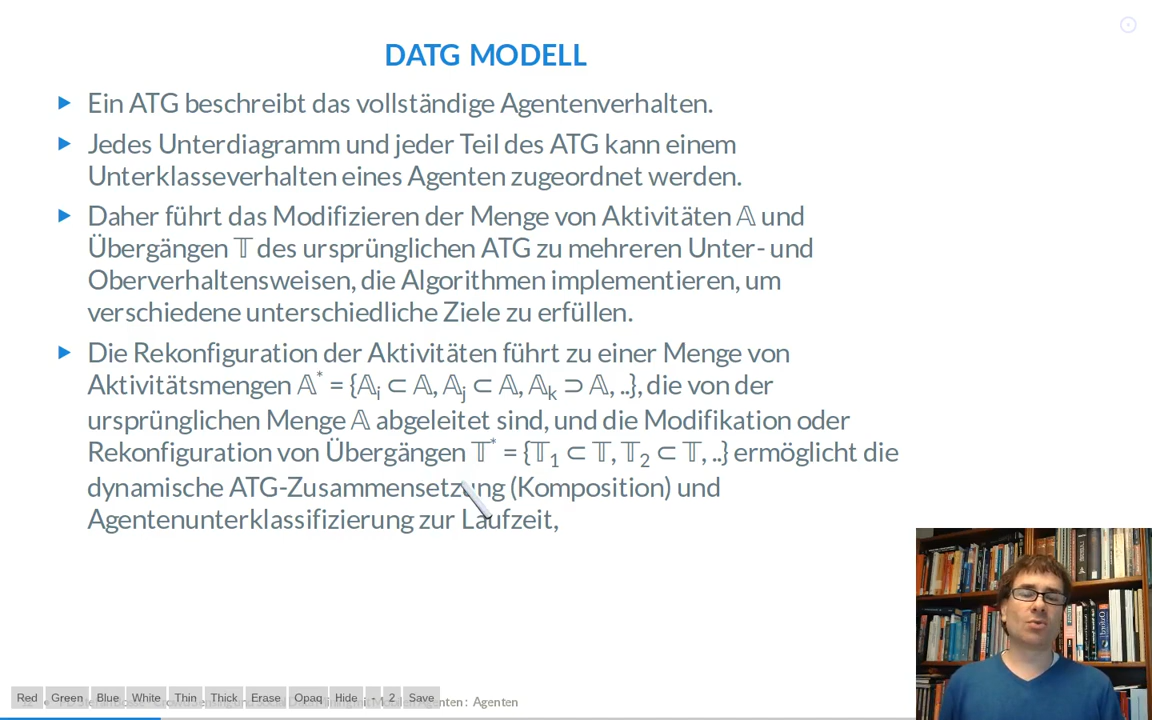 DATG MODELL
Ein ATG beschreibt das vollständige Agentenverhalten.
Jedes Unterdiagramm und jeder Teil des ATG kann einem
Unterklasseverhalten eines Agenten zugeordnet werden.
Daher führt das Modifizieren der Menge von Aktivitäten 𝔸 und
Übergängen 𝕋 des ursprünglichen ATG zu mehreren Unter- und
Oberverhaltensweisen, die Algorithmen implementieren, um
verschiedene unterschiedliche Ziele zu erfüllen.
Die Rekonfiguration der Aktivitäten führt zu einer Menge von
Aktivitätsmengen 𝔸* = {𝔸i ⊂ 𝔸, 𝔸j ⊂ 𝔸, 𝔸k ⊃ 𝔸, ..}, die von der
ursprünglichen Menge 𝔸 abgeleitet sind, und die Modifikation oder
Rekonfiguration von Übergängen 𝕋* = {𝕋1 ⊂ 𝕋, 𝕋2 ⊂ 𝕋, ..} ermöglicht die
dynamische ATG-Zusammensetzung (Komposition) und
Agentenunterklassifizierung zur Laufzeit,
Red Green Blue White Thin Thick Erase Opaq Hide - 2 Save : Agenten